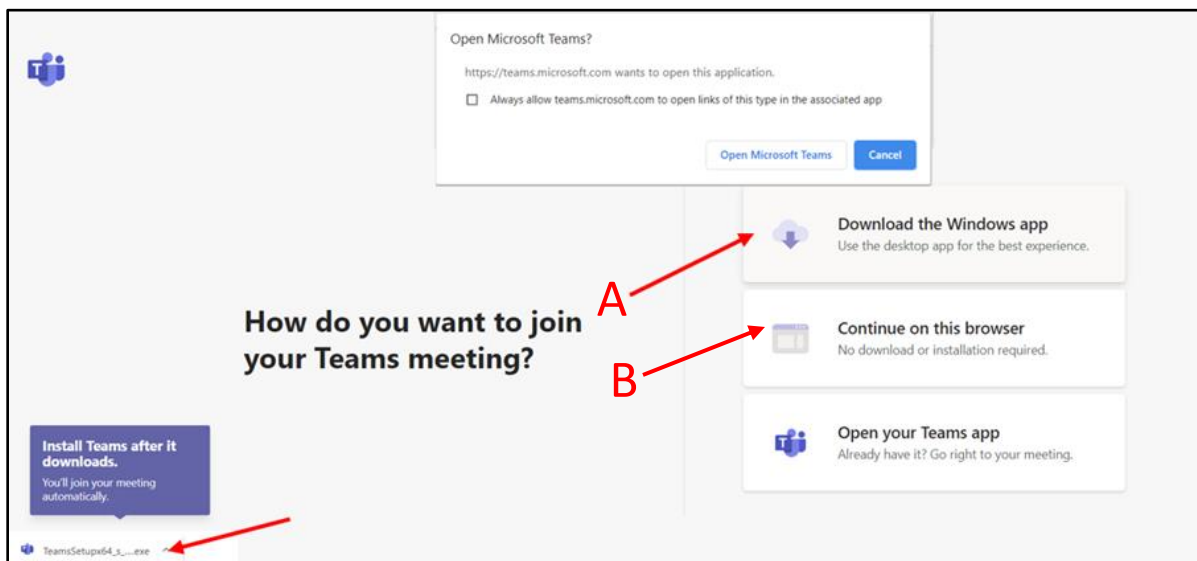 Open Microsoft Teams?
https://teams.microsoft.com wants to open this application.
Always allow teams.microsoft.com to open links of this type in the associated app
Open Microsoft Teams
Cancel
How do you want to join
your Teams meeting?
A
Download the Windows app
Use the desktop app for the best experience.
B
Continue on this browser
No download or installation required.
Open your Teams app
Already have it? Go right to your meeting.
Install Teams after it
downloads.
You'll join your meeting
automatically.
TeamsSetupx64_s_....exe